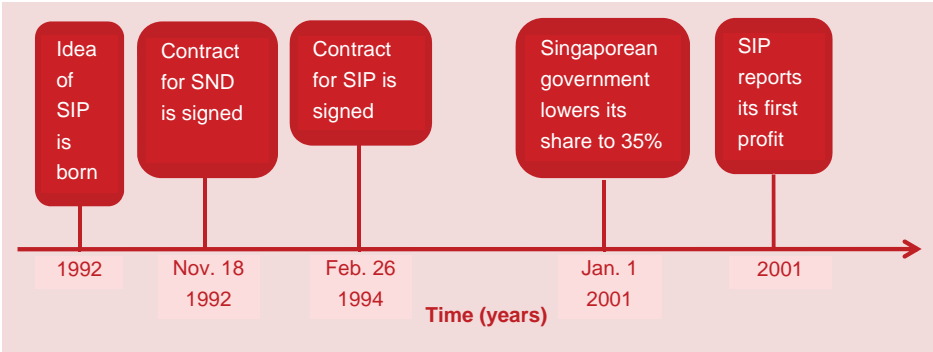 Idea
of
SIP
is
born
Contract
for SND
is signed
Contract
for SIP is
signed
Singaporean
government
lowers its
share to 35%
SIP
reports
its first
profit
1992
Nov. 18
1992
Feb. 26
1994
Jan. 1
2001
2001
Time (years)